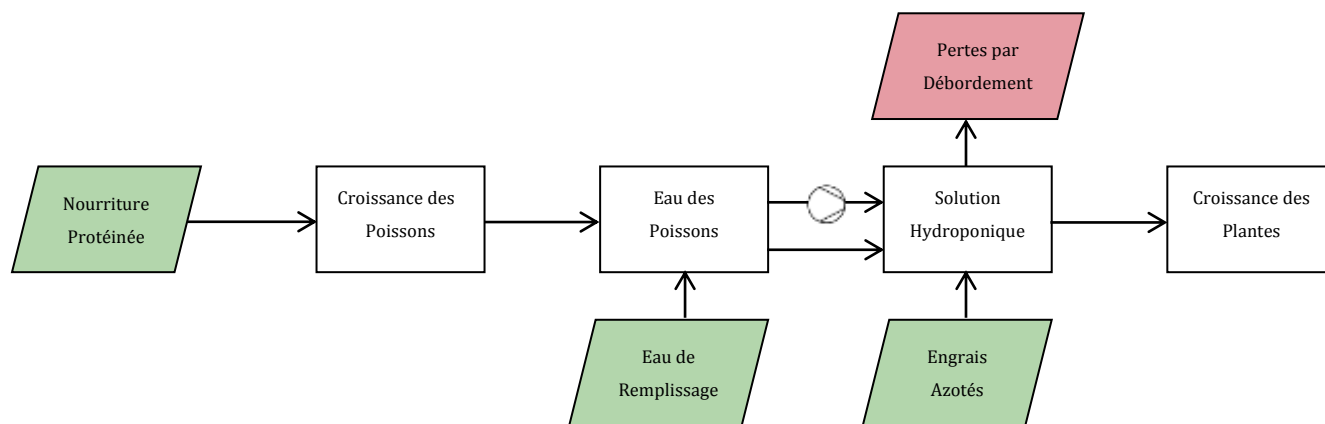 Pertes par
Débordement
Nourriture
Protéinée
Croissance des
Poissons
Eau des
Poissons
Solution
Hydroponique
Croissance des
Plantes
Eau de
Remplissage
Engrais
Azotés